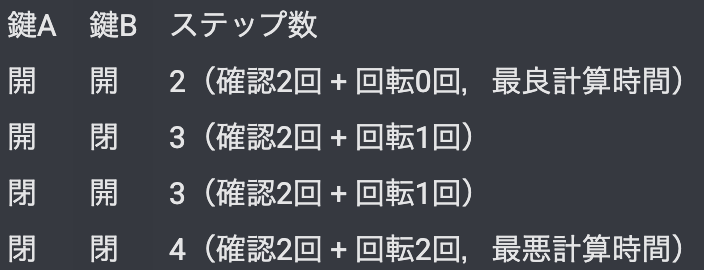 鍵A 鍵B ステップ数
開 開 2（確認2回 + 回転0回，最良計算時間）
開 閉 3（確認2回 + 回転1回）
閉 開 3（確認2回 + 回転1回）
閉 閉 4（確認2回 + 回転2回，最悪計算時間）